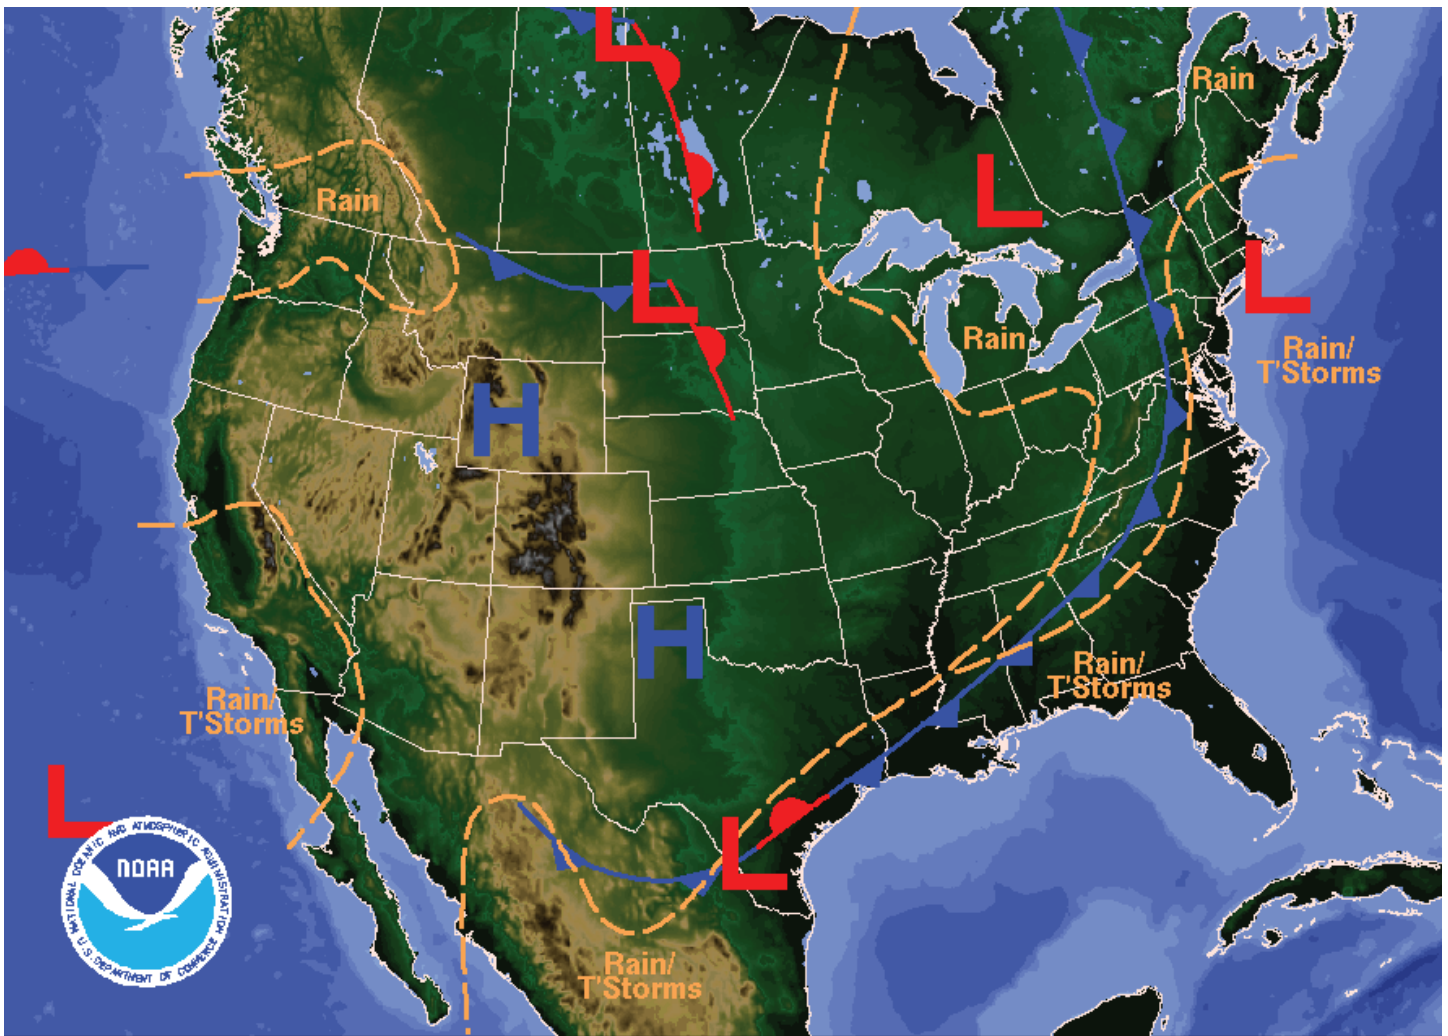 L
Rain
L
Rain
L
L
Rain
Rain/
T'Storms
H
H
Rain/
T'Storms
Rain/
T'Storms
L
L
Rain/
T'Storms
NATIONAL OCEANIC AND ATMOSPHERIC ADMINISTRATION
NOAA
U.S. DEPARTMENT OF COMMERCE